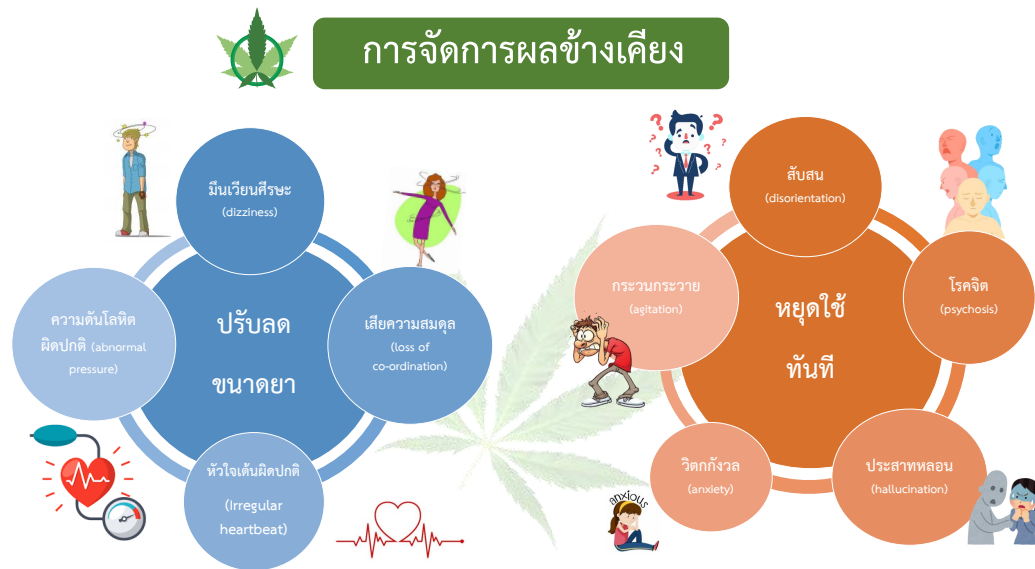 การจัดการผลข้างเคียง
มึนเวียนศีรษะ
(dizziness)
ความดันโลหิต
ผิดปกติ (abnormal
pressure)
ปรับลด
ขนาดยา
เสียความสมดุล
(loss of
co-ordination)
หัวใจเต้นผิดปกติ
(Irregular
heartbeat)
สับสน
(disorientation)
กระวนกระวาย
(agitation)
หยุดใช้
ทันที
โรคจิต
(psychosis)
วิตกกังวล
(anxiety)
ประสาทหลอน
(hallucination)
anxious